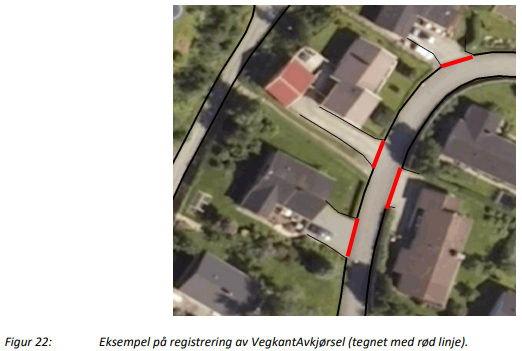 Figur 22: Eksempel på registrering av VegkantAvkjørsel (tegnet med rød linje).